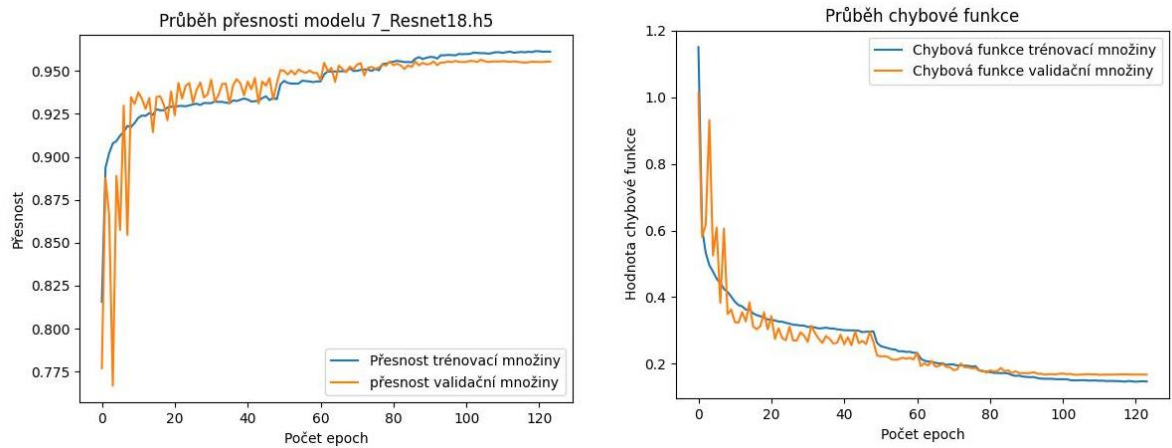 Průběh přesnosti modelu 7_Resnet18.h5
Přesnost
0.950
0.925
0.900
0.875
0.850
0.825
0.800
0.775
Přesnost trénovací množiny
přesnost validační množiny
0 20 40 60 80 100 120
Počet epoch
Průběh chybové funkce
Hodnota chybové funkce
1.2
1.0
0.8
0.6
0.4
0.2
Chybová funkce trénovací množiny
Chybová funkce validační množiny
0 20 40 60 80 100 120
Počet epoch